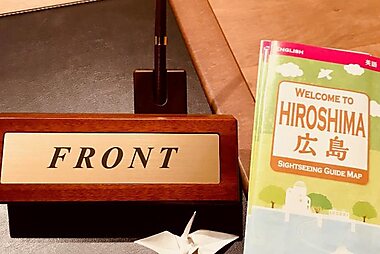 FRONT
ENGLISH
英語
WELCOME TO
HIROSHIMA
広島
SIGHTSEEING GUIDE MAP